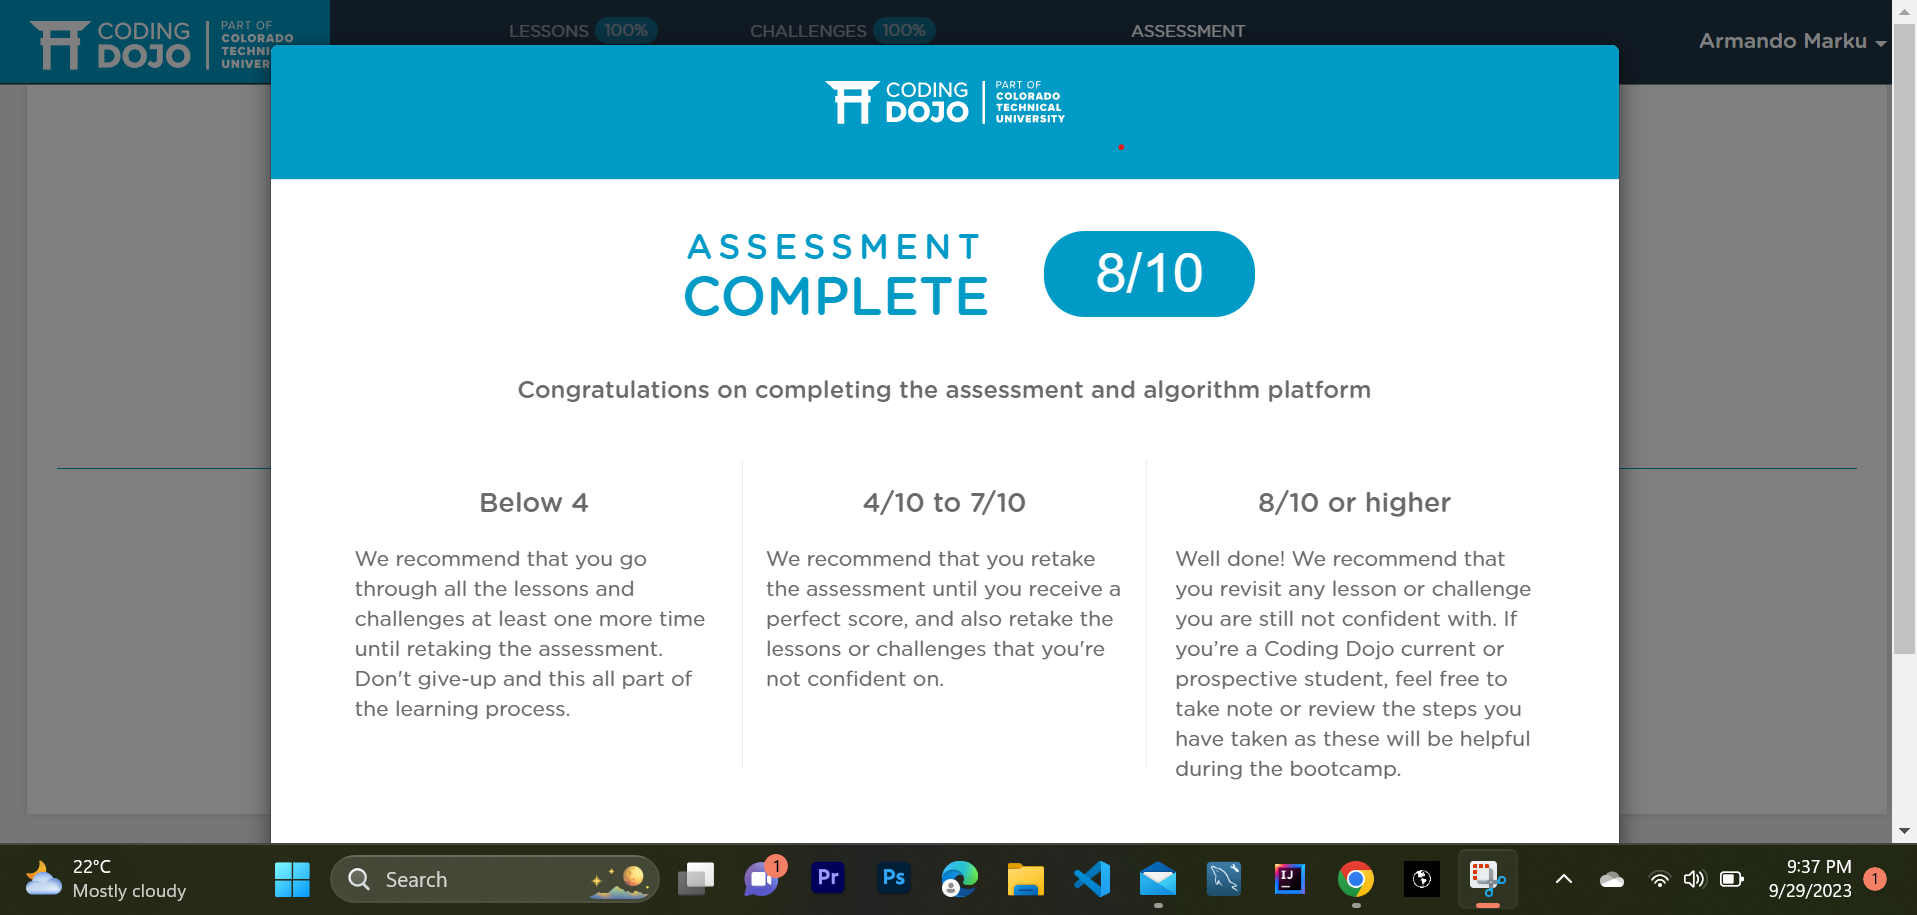 CODING
DOJO
PART OF
COLORADO
TECHNICAL
UNIVER
LESSONS 100%
CHALLENGES 100%
ASSESSMENT
Armando Marku
CODING
DOJO
PART OF
COLORADO
TECHNICAL
UNIVERSITY
ASSESSMENT
COMPLETE
8/10
Congratulations on completing the assessment and algorithm platform
Below 4
We recommend that you go
through all the lessons and
challenges at least one more time
until retaking the assessment.
Don't give-up and this all part of
the learning process.
4/10 to 7/10
We recommend that you retake
the assessment until you receive a
perfect score, and also retake the
lessons or challenges that you're
not confident on.
8/10 or higher
Well done! We recommend that
you revisit any lesson or challenge
you are still not confident with. If
you’re a Coding Dojo current or
prospective student, feel free to
take note or review the steps you
have taken as these will be helpful
during the bootcamp.
22°C
Mostly cloudy
Search
1
Pr
Ps
IJ
9:37 PM
9/29/2023
1